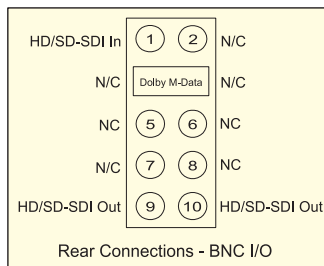 HD/SD-SDI In 1 2 N/C
N/C Dolby M-Data N/C
NC 5 6 NC
N/C 7 8 NC
HD/SD-SDI Out 9 10 HD/SD-SDI Out
Rear Connections - BNC I/O